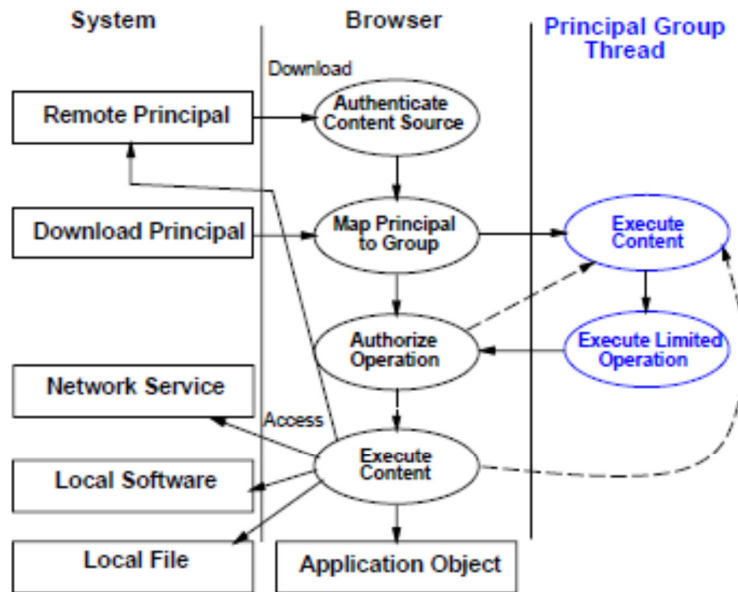 System
Browser
Principal Group
Thread
Download
Remote Principal
Authenticate
Content Source
Download Principal
Map Principal
to Group
Execute
Content
Authorize
Operation
Execute Limited
Operation
Network Service
Access
Local Software
Execute
Content
Local File
Application Object